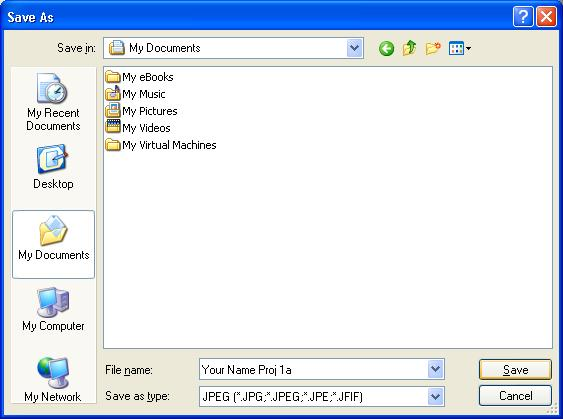 Save As
Save in: My Documents
My Recent
Documents
Desktop
My Documents
My Computer
My Network
My eBooks
My Music
My Pictures
My Videos
My Virtual Machines
File name: Your Name Proj 1a Save
Save as type: JPEG (*.JPG;*.JPEG;*.JPE;*.JFIF) Cancel